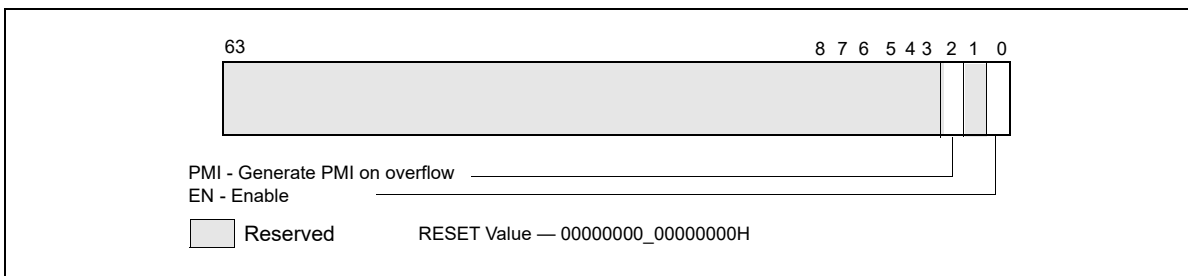 63 8 7 6 5 4 3 2 1 0
PMI - Generate PMI on overflow
EN - Enable
Reserved RESET Value — 00000000_00000000H